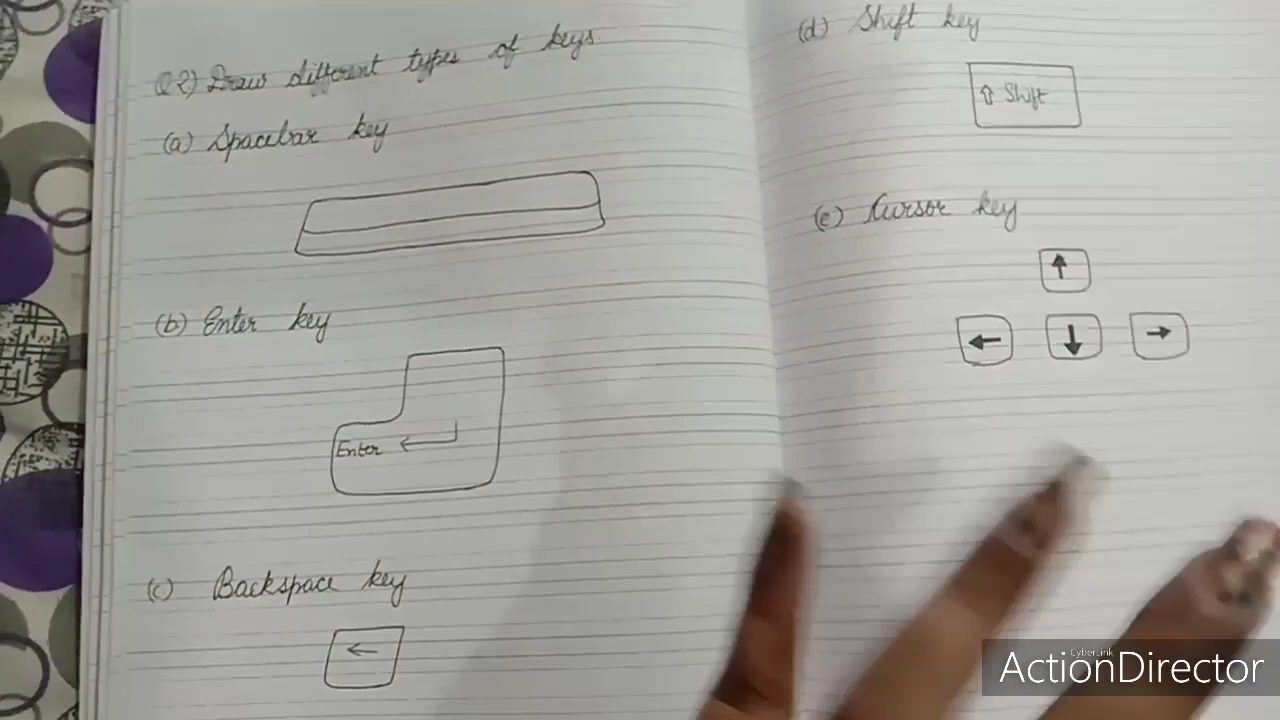 Q2) Draw different types of keys
(a) Spacebar key
(b) Enter key
Enter
(c) Backspace key
(d) Shift key
⇧ Shift
(e) Cursor key
↑
← ↓ →
CyberLink
ActionDirector